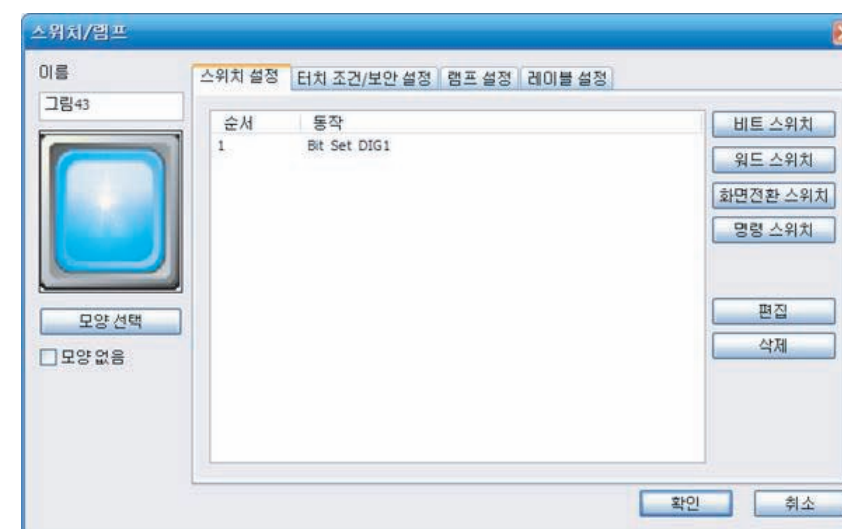 스위치/램프
이름
그림43
모양 선택
모양 없음
스위치 설정 터치 조건/보안 설정 램프 설정 레이블 설정
순서 동작
1 Bit Set DIG1
비트 스위치
워드 스위치
화면전환 스위치
명령 스위치
편집
삭제
확인 취소